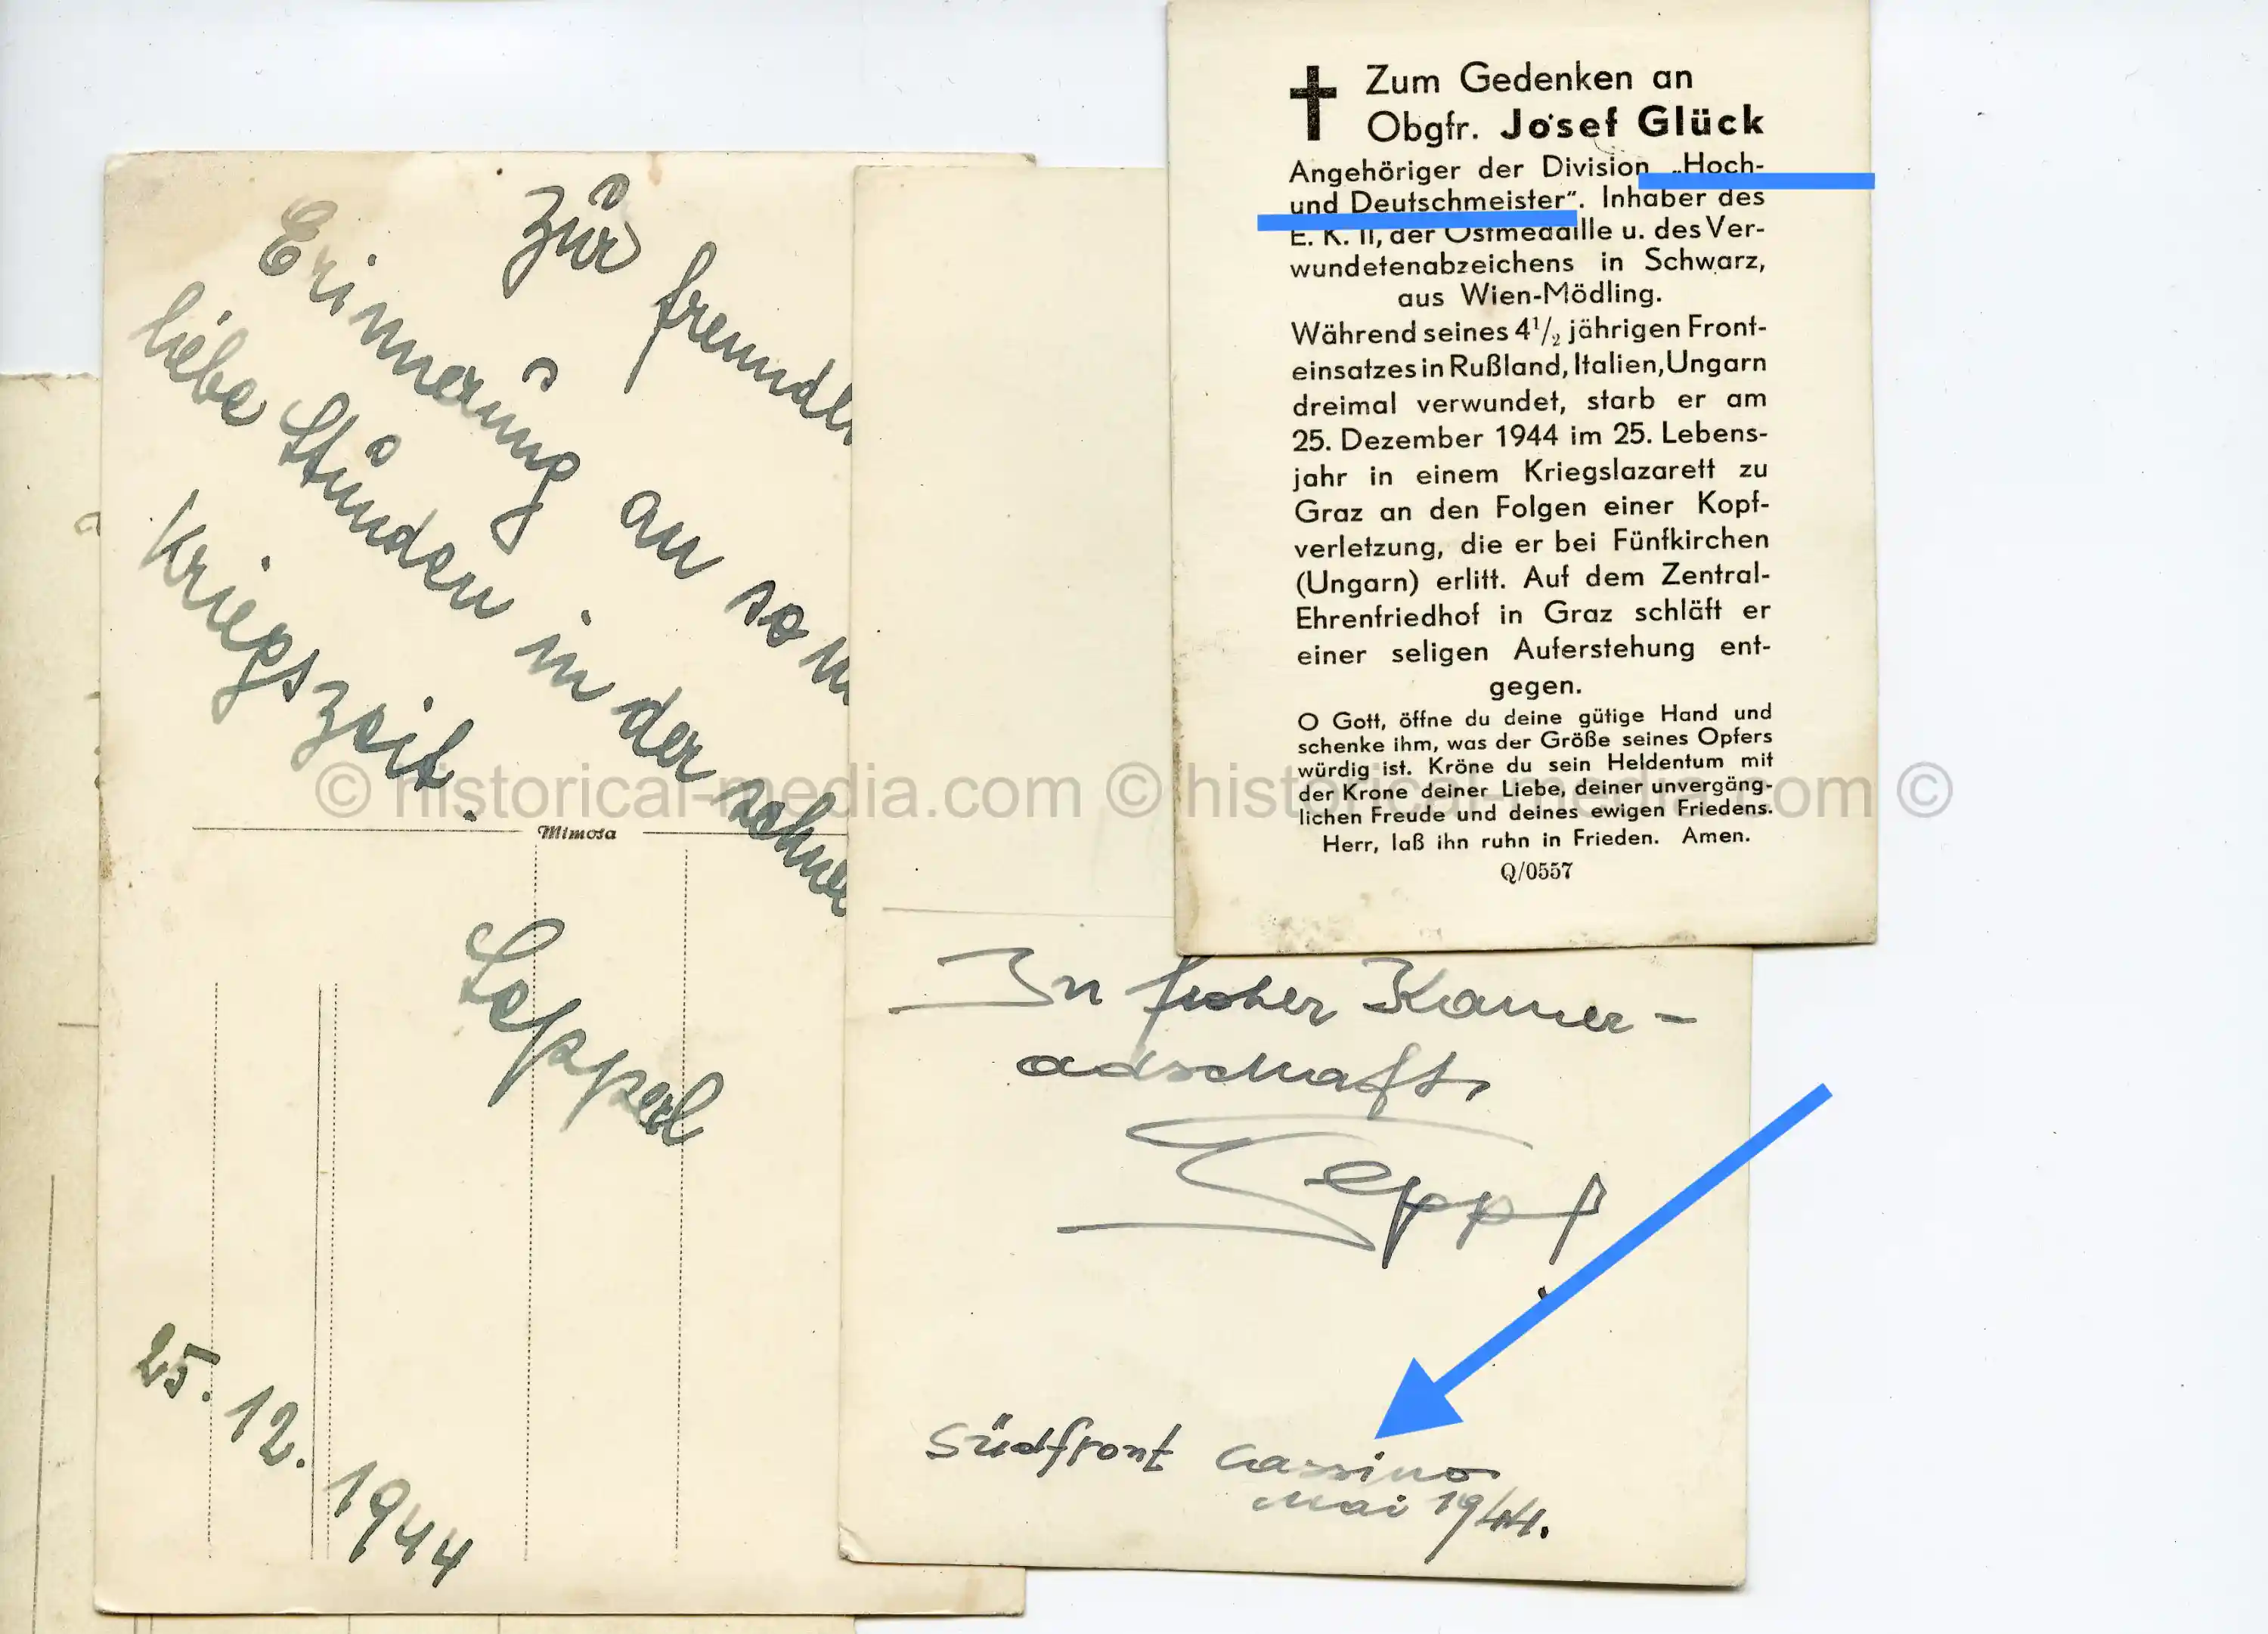 Zur freundl
Erinnerung an so m
liebe Stunden in der schwe
Kriegszeit.
Mimosa
Sepperl
25. 12. 1944
In froher Kamer-
adschaft
Sepp
Südfront Cassino
Mai 1944.
Zum Gedenken an
Obgfr. Josef Glück
Angehöriger der Division „Hoch-
und Deutschmeister“. Inhaber des
E. K. II, der Ostmedaille u. des Ver-
wundetenabzeichens in Schwarz,
aus Wien-Mödling.
Während seines 4½ jährigen Front-
einsatzes in Rußland, Italien, Ungarn
dreimal verwundet, starb er am
25. Dezember 1944 im 25. Lebens-
jahr in einem Kriegslazarett zu
Graz an den Folgen einer Kopf-
verletzung, die er bei Fünfkirchen
(Ungarn) erlitt. Auf dem Zentral-
Ehrenfriedhof in Graz schläft er
einer seligen Auferstehung ent-
gegen.
O Gott, öffne du deine gütige Hand und
schenke ihm, was der Größe seines Opfers
würdig ist. Kröne du sein Heldentum mit
der Krone deiner Liebe, deiner unvergäng-
lichen Freude und deines ewigen Friedens.
Herr, laß ihn ruhn in Frieden. Amen.
Q/0557
© historical-media.com © historical-media.com ©